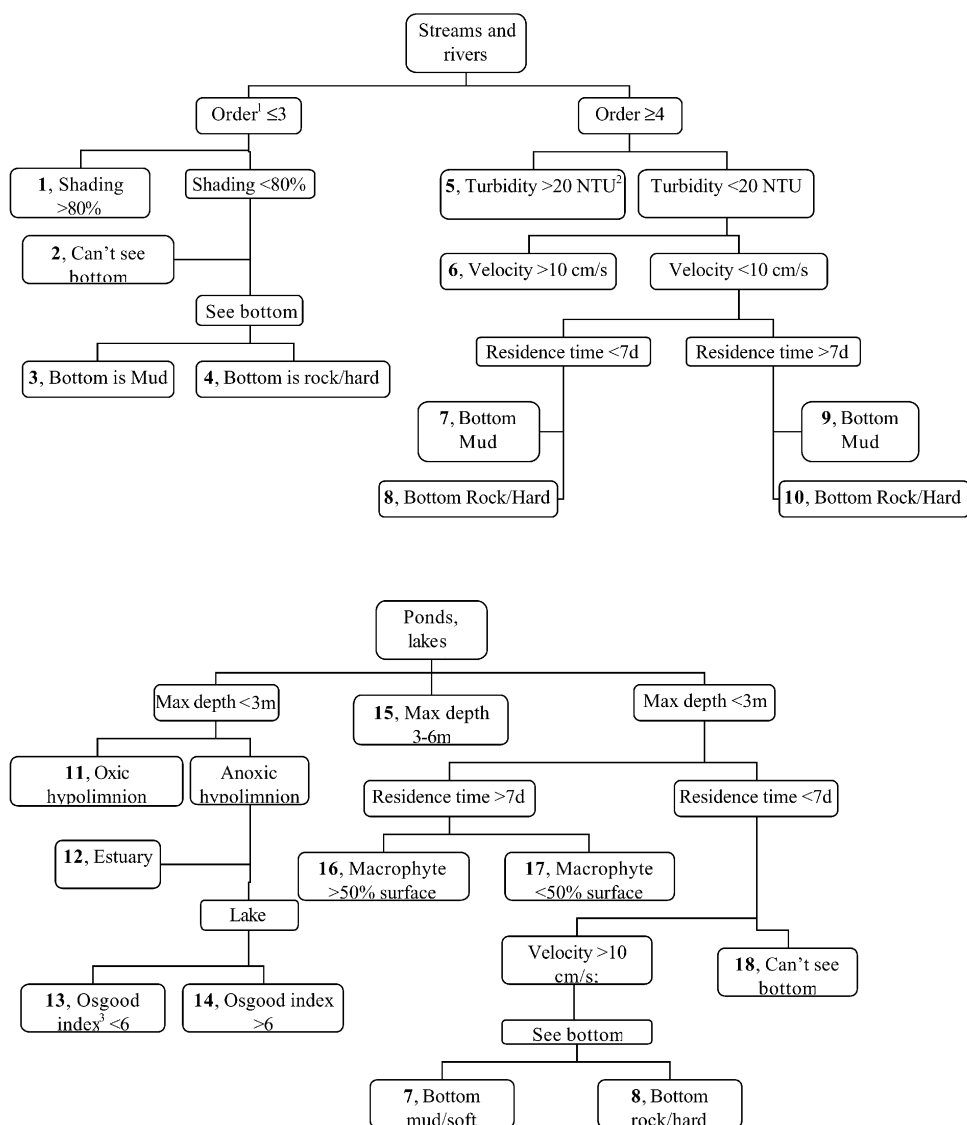 Streams and
rivers
Order¹ ≤3
Order ≥4
1, Shading
>80%
Shading <80%
5, Turbidity >20 NTU²
Turbidity <20 NTU
2, Can't see
bottom
6, Velocity >10 cm/s
Velocity <10 cm/s
See bottom
Residence time <7d
Residence time >7d
3, Bottom is Mud
4, Bottom is rock/hard
7, Bottom
Mud
9, Bottom
Mud
8, Bottom Rock/Hard
10, Bottom Rock/Hard
Ponds,
lakes
Max depth <3m
15, Max depth
3-6m
Max depth <3m
11, Oxic
hypolimnion
Anoxic
hypolimnion
Residence time >7d
Residence time <7d
12, Estuary
16, Macrophyte
>50% surface
17, Macrophyte
<50% surface
Lake
Velocity >10
cm/s;
18, Can't see
bottom
13, Osgood
index³ <6
14, Osgood index
>6
See bottom
7, Bottom
mud/soft
8, Bottom
rock/hard